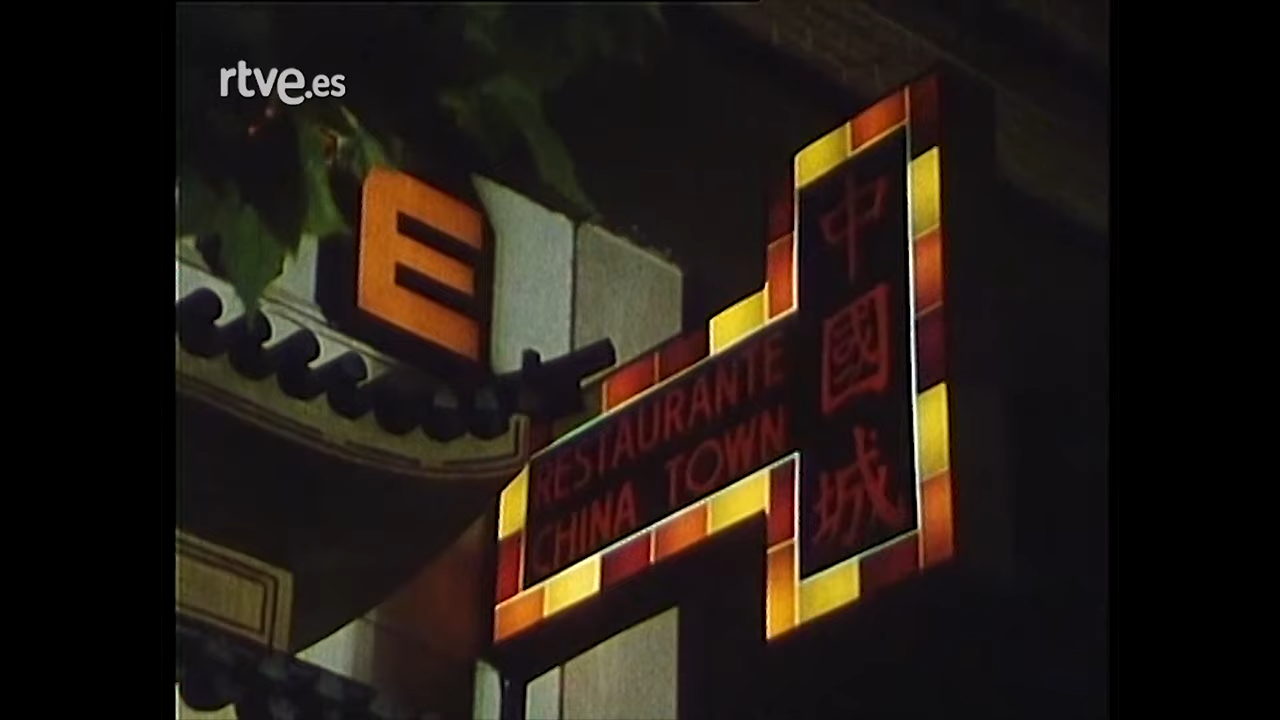 rtve.es
E
RESTAURANTE
CHINA TOWN
中國城